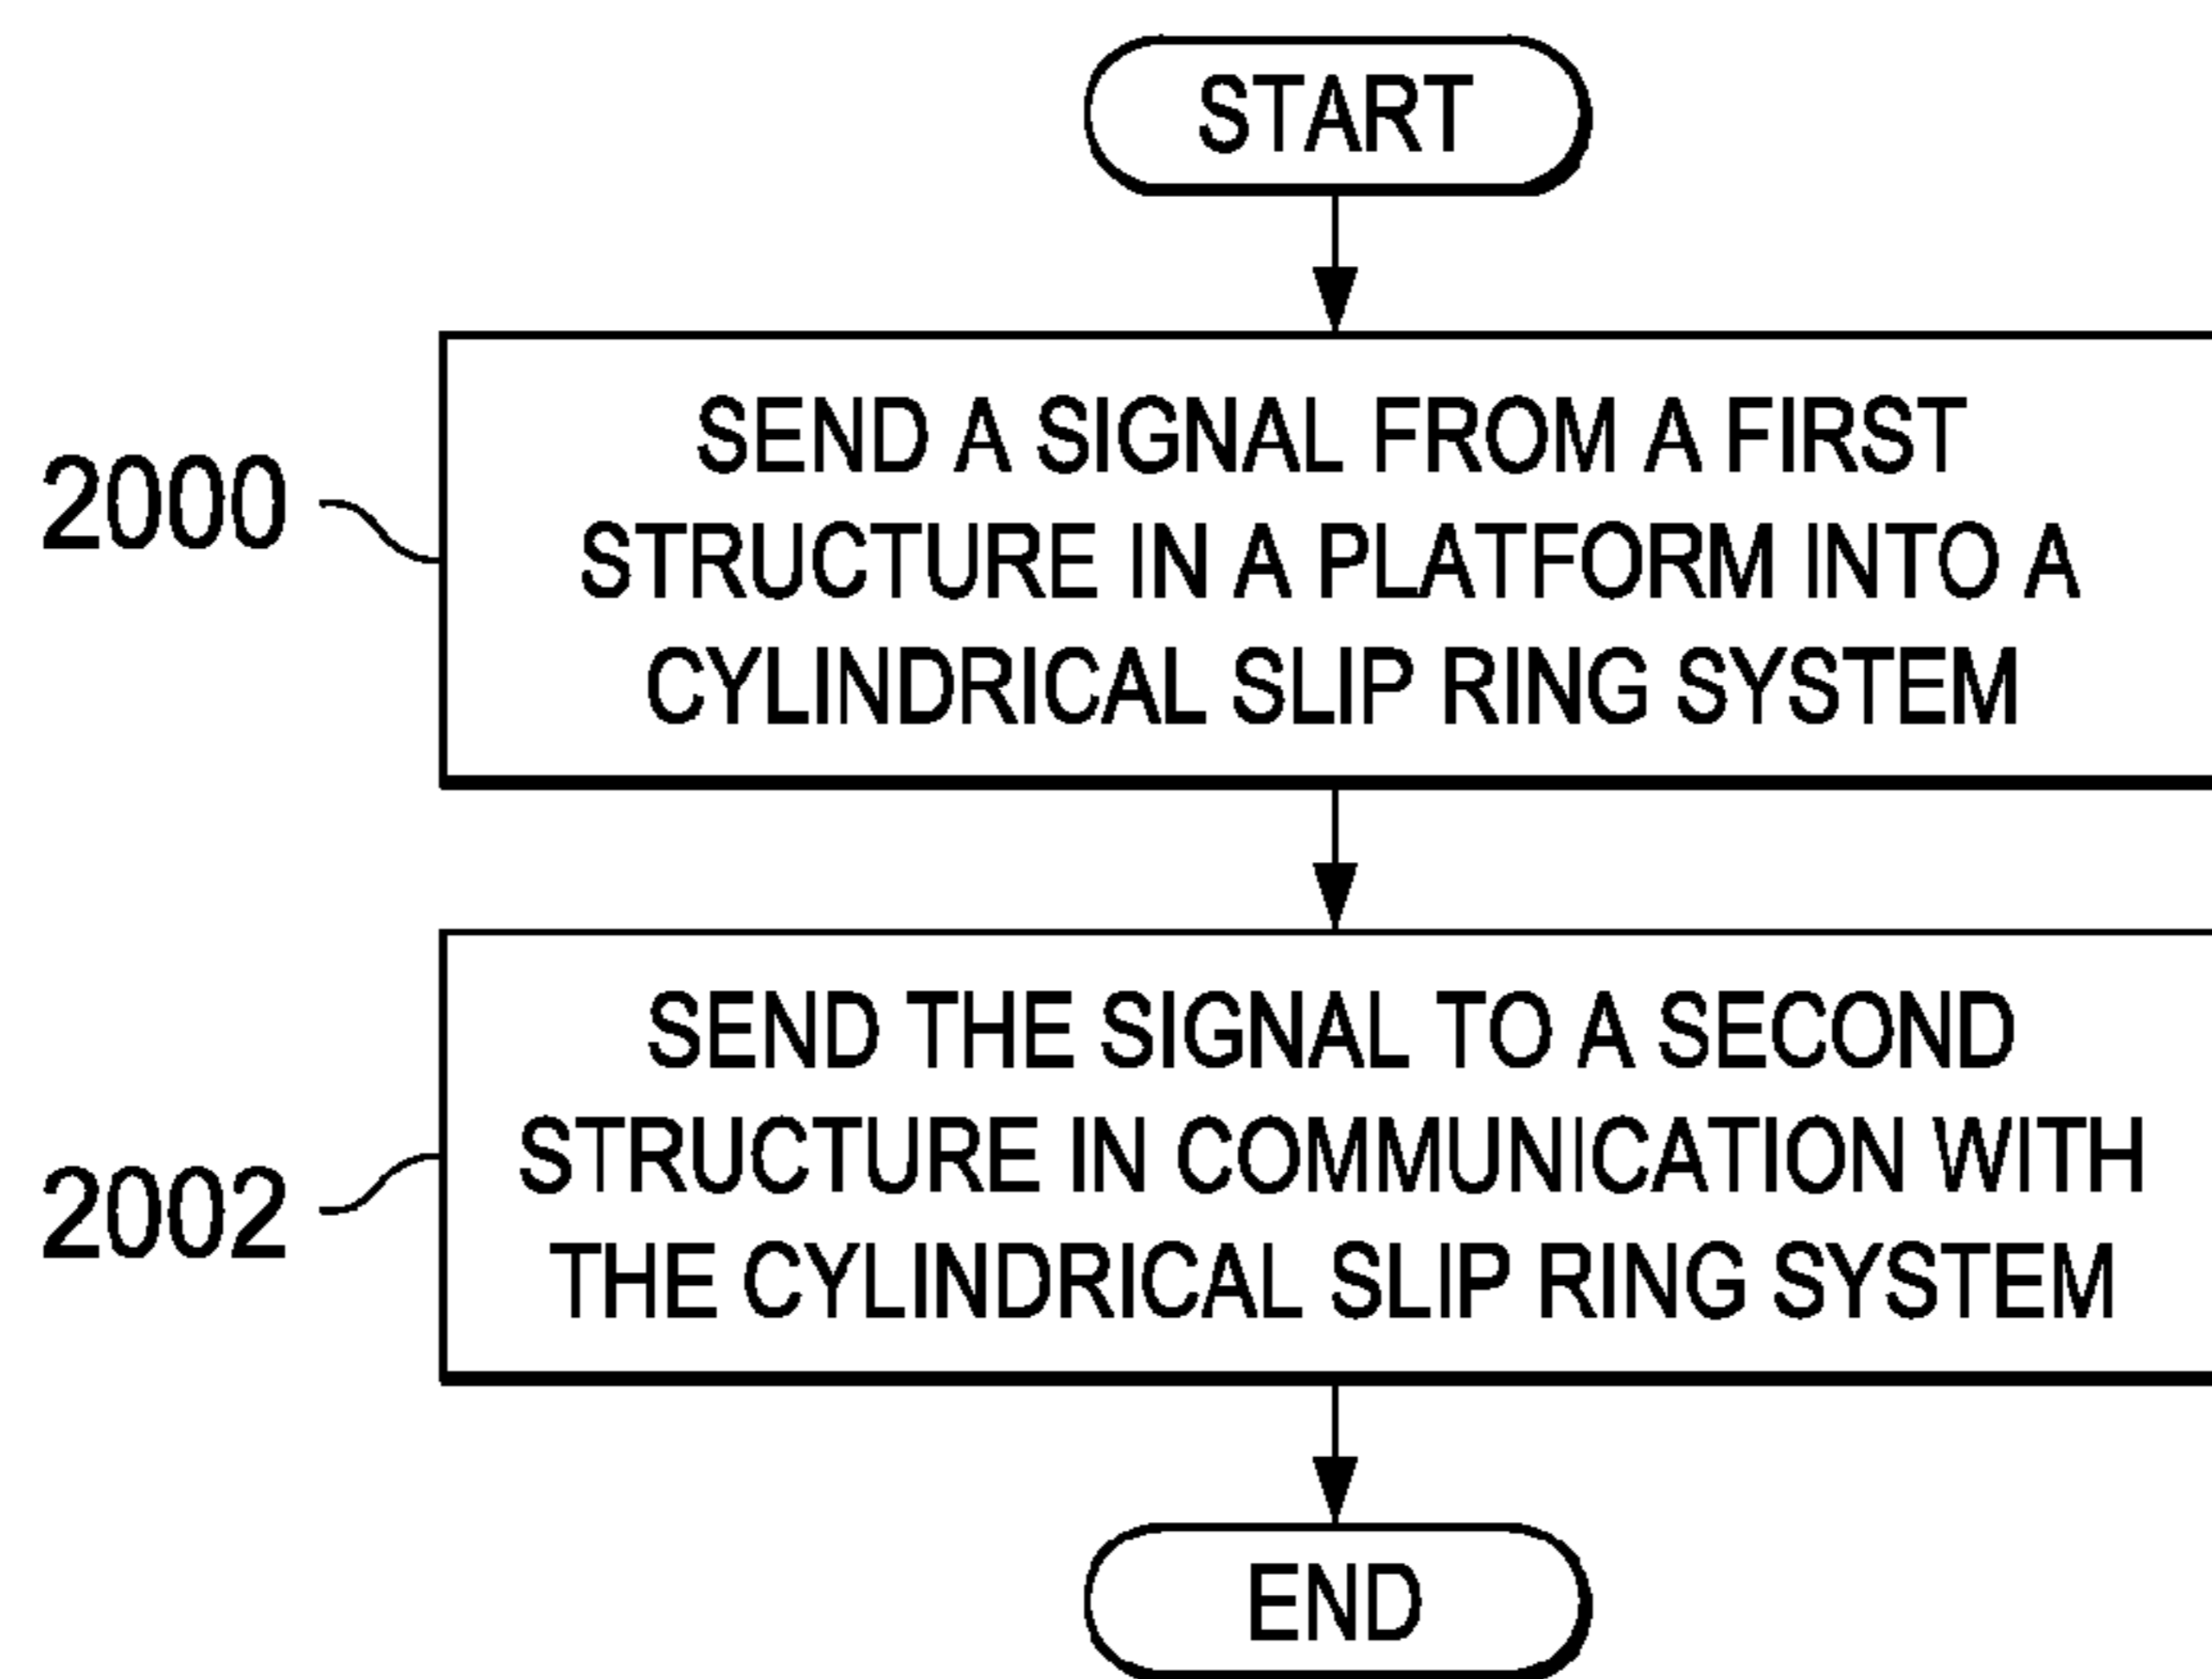 START
2000
SEND A SIGNAL FROM A FIRST
STRUCTURE IN A PLATFORM INTO A
CYLINDRICAL SLIP RING SYSTEM
2002
SEND THE SIGNAL TO A SECOND
STRUCTURE IN COMMUNICATION WITH
THE CYLINDRICAL SLIP RING SYSTEM
END